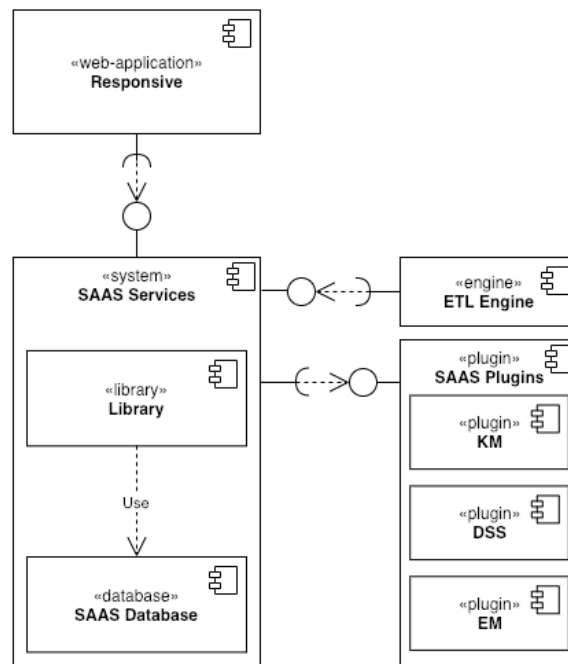 «web-application»
Responsive
«system»
SAAS Services
«engine»
ETL Engine
«library»
Library
Use
«database»
SAAS Database
«plugin»
SAAS Plugins
«plugin»
KM
«plugin»
DSS
«plugin»
EM